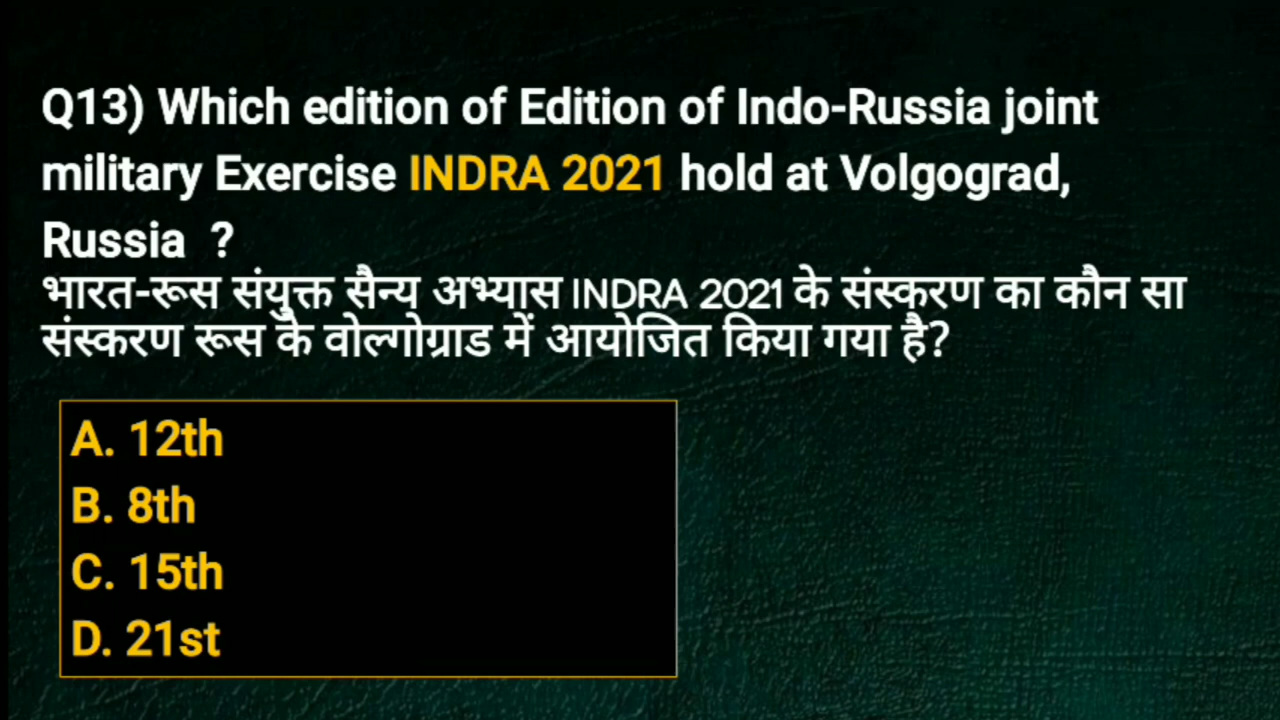 Q13) Which edition of Edition of Indo-Russia joint
military Exercise INDRA 2021 hold at Volgograd,
Russia ?
भारत-रूस संयुक्त सैन्य अभ्यास INDRA 2021 के संस्करण का कौन सा
संस्करण रूस के वोल्गोग्राड में आयोजित किया गया है?
A. 12th
B. 8th
C. 15th
D. 21st